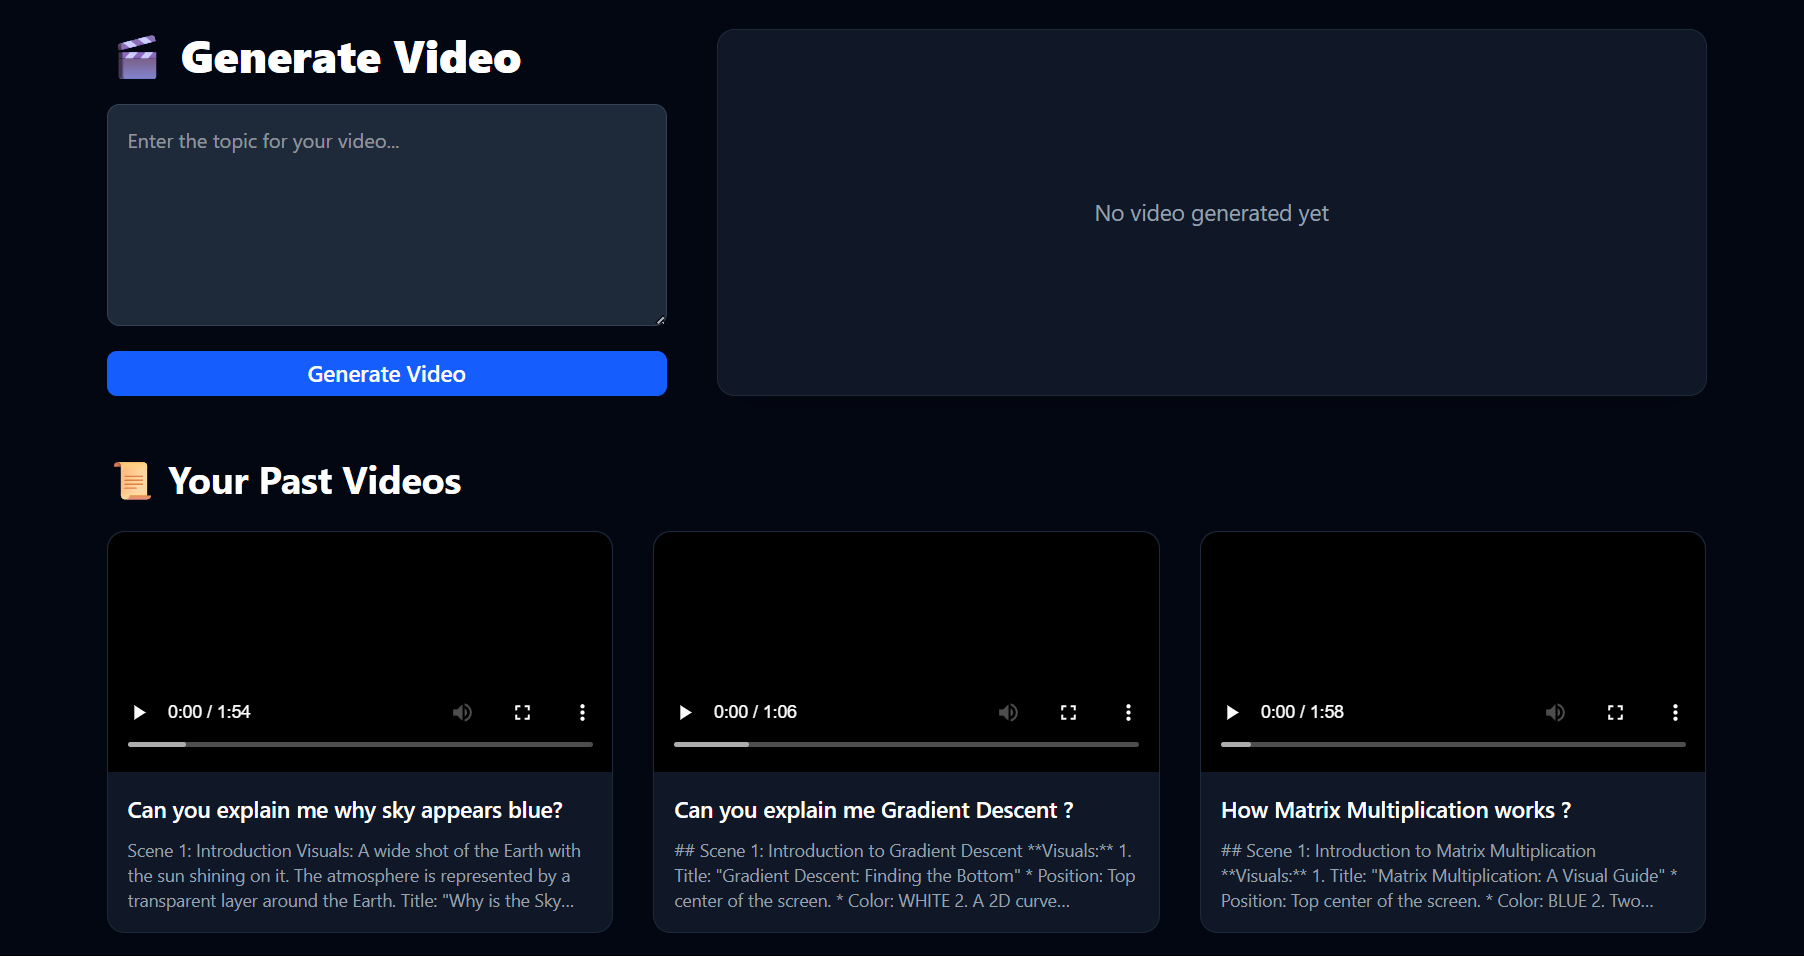 Generate Video
Enter the topic for your video...
Generate Video
No video generated yet
Your Past Videos
0:00 / 1:54
Can you explain me why sky appears blue?
Scene 1: Introduction Visuals: A wide shot of the Earth with
the sun shining on it. The atmosphere is represented by a
transparent layer around the Earth. Title: "Why is the Sky...
0:00 / 1:06
Can you explain me Gradient Descent ?
## Scene 1: Introduction to Gradient Descent **Visuals:** 1.
Title: "Gradient Descent: Finding the Bottom" * Position: Top
center of the screen. * Color: WHITE 2. A 2D curve...
0:00 / 1:58
How Matrix Multiplication works ?
## Scene 1: Introduction to Matrix Multiplication
**Visuals:** 1. Title: "Matrix Multiplication: A Visual Guide" *
Position: Top center of the screen. * Color: BLUE 2. Two...